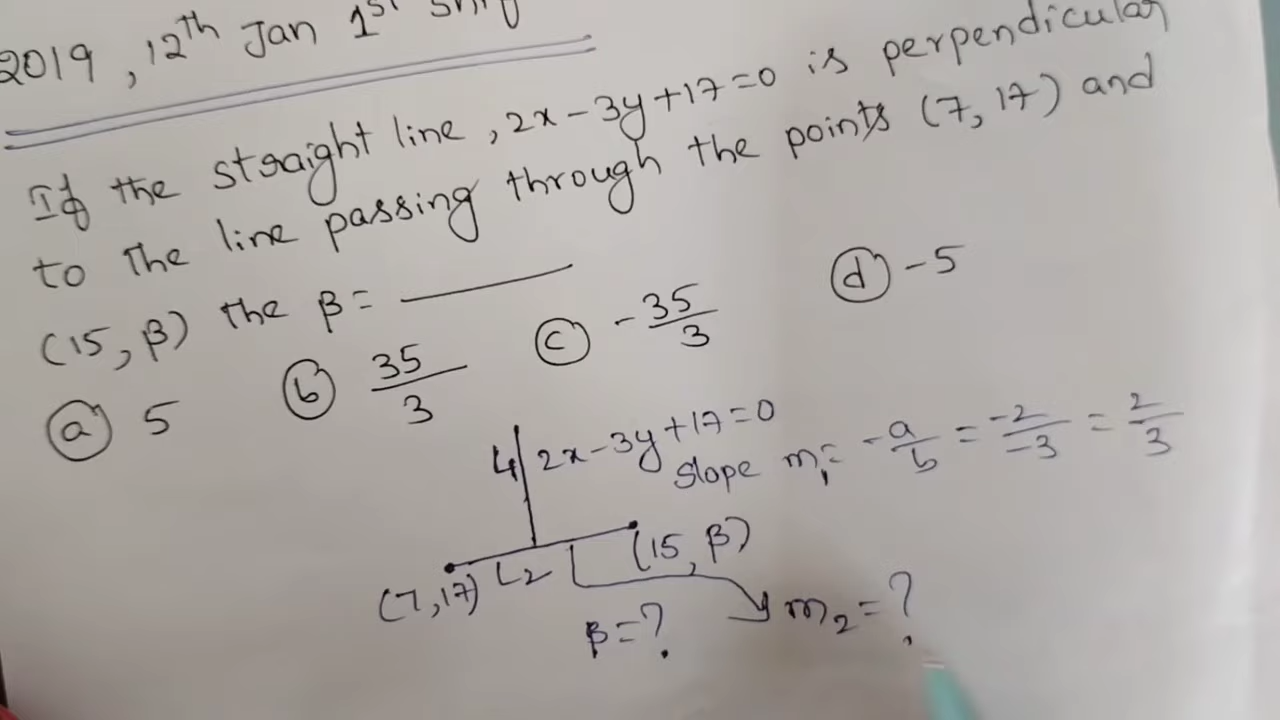 2019, 12th Jan 1st
If the straight line, 2x-3y+17=0 is perpendicular
to the line passing through the points (7, 17) and
(15, β) the β= ______
(a) 5 (b) 35/3 (c) -35/3 (d) -5
L1 2x-3y+17=0
Slope m1= -a/b = -2/-3 = 2/3
(15, β)
(7,17) L2
β=? m2=?